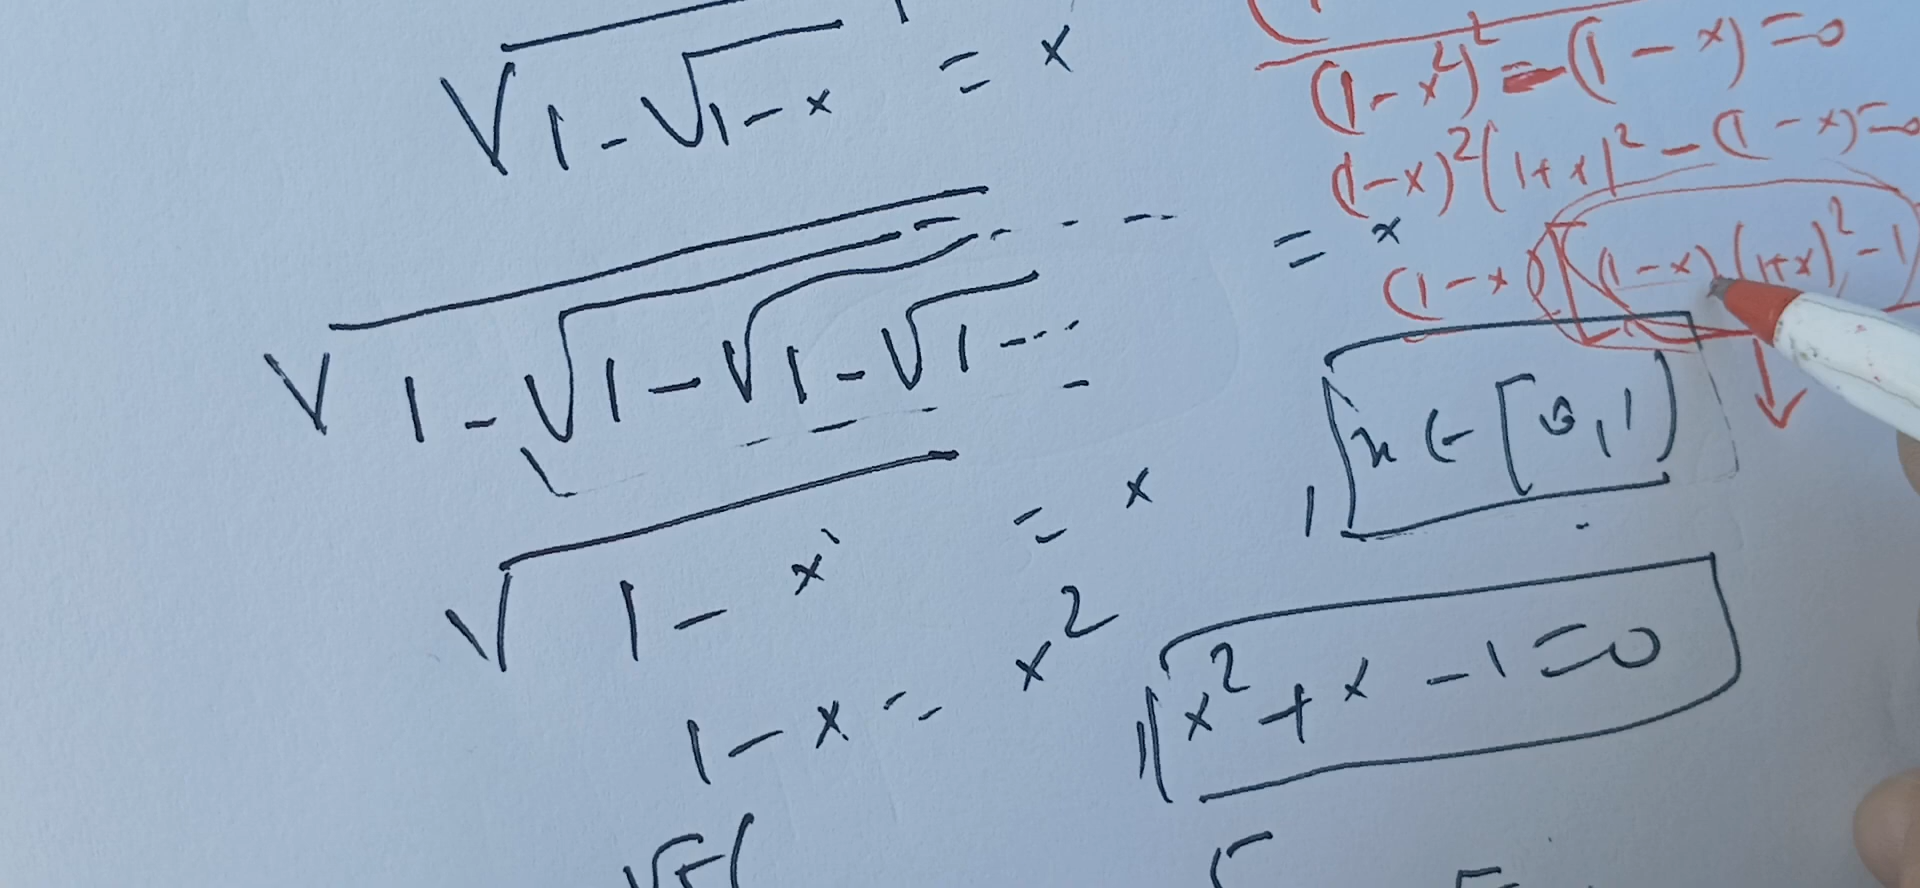 √(1-√(1-x)) = x
√(1-√(1-√(1-√(1-... = x
√(1-x) = x
1-x = x²
(1-x²)² = (1-x) = 0
(1-x)²(1+x)² - (1-x) = 0
(1-x)[(1-x)(1+x)²-1
x ∈ [0,1)
x²+x-1=0